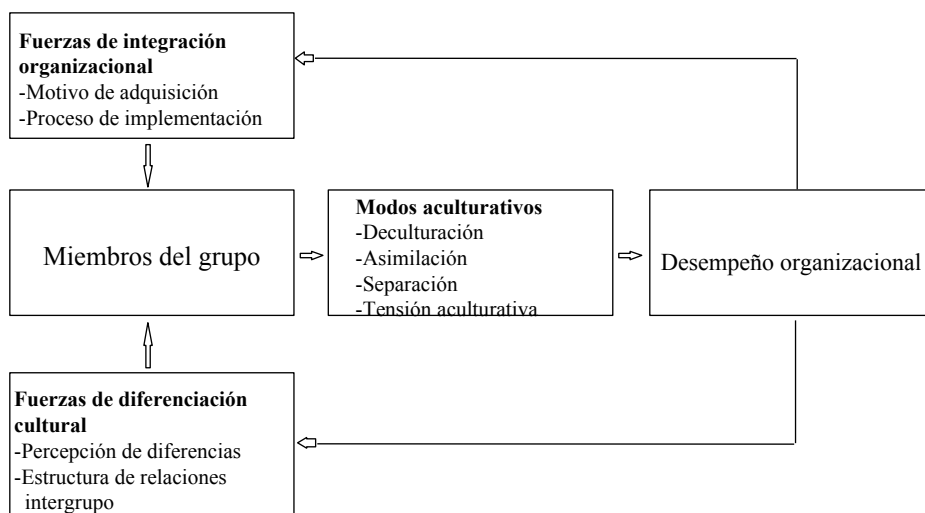 Fuerzas de integración
organizacional
-Motivo de adquisición
-Proceso de implementación
Miembros del grupo
Modos aculturativos
-Deculturación
-Asimilación
-Separación
-Tensión aculturativa
Desempeño organizacional
Fuerzas de diferenciación
cultural
-Percepción de diferencias
-Estructura de relaciones
intergrupo